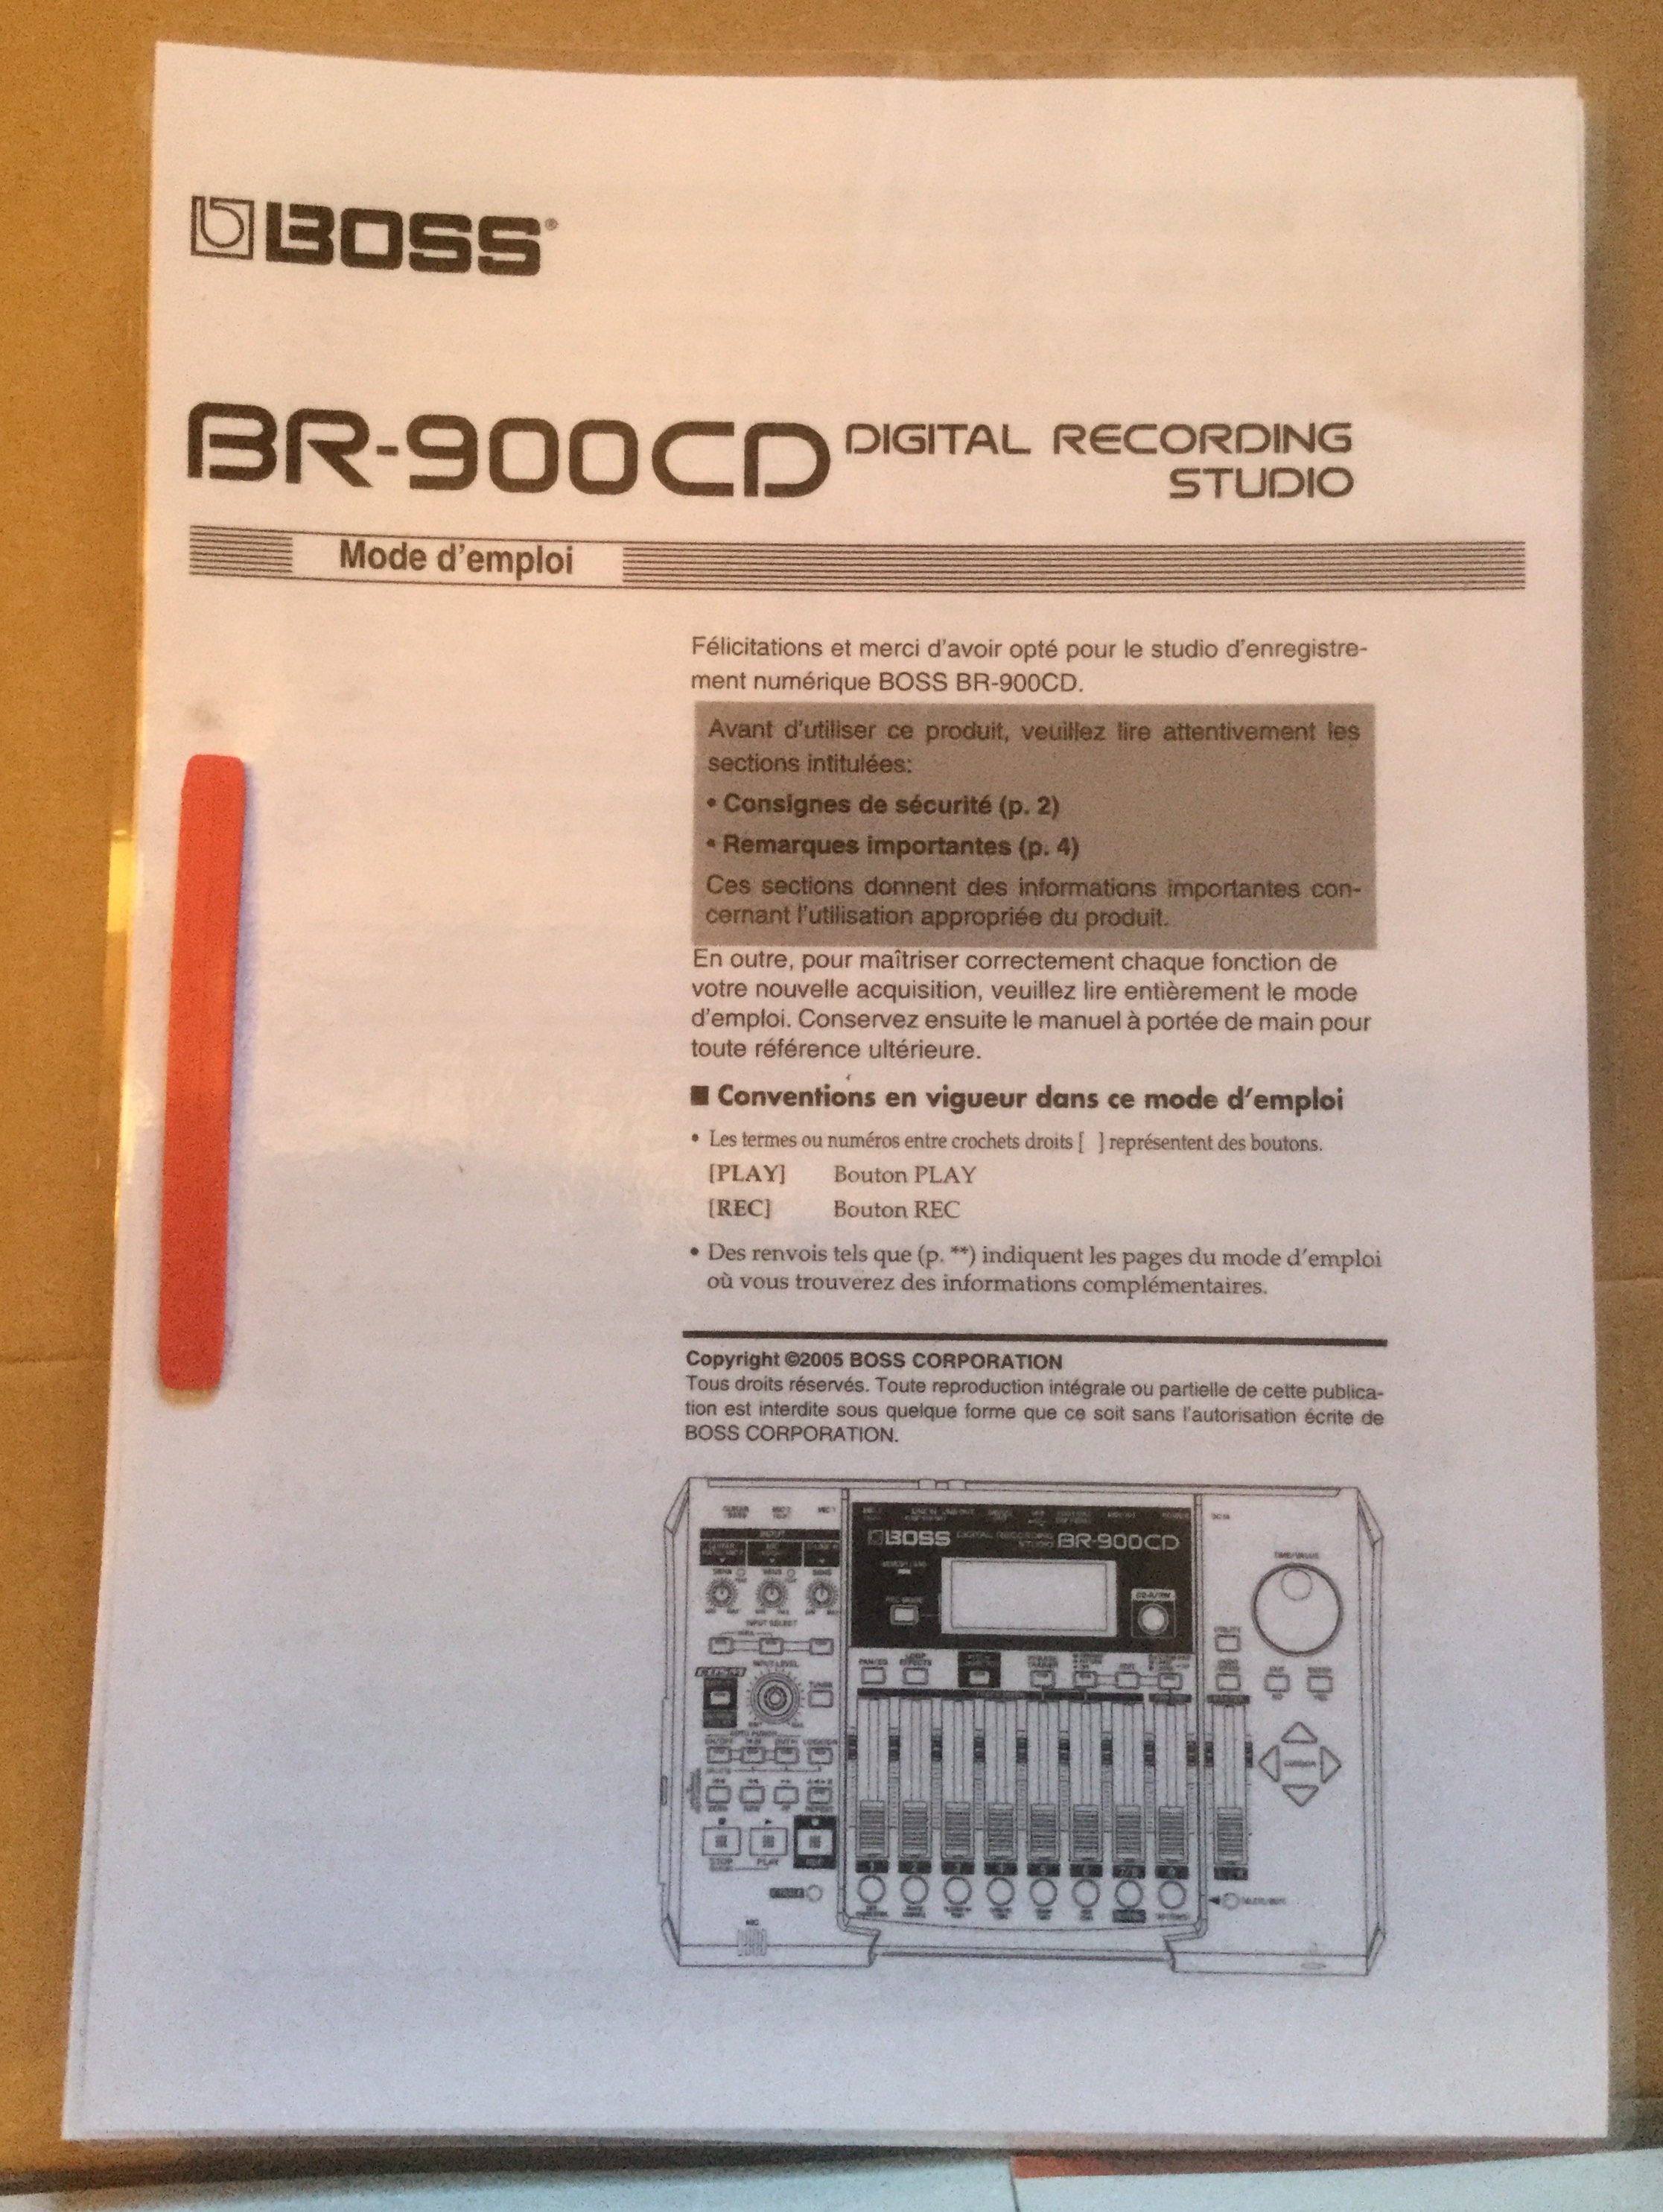 BOSS®
BR-900CD DIGITAL RECORDING
STUDIO
Mode d'emploi
Félicitations et merci d'avoir opté pour le studio d'enregistre-
ment numérique BOSS BR-900CD.
Avant d'utiliser ce produit, veuillez lire attentivement les
sections intitulées:
• Consignes de sécurité (p. 2)
• Remarques importantes (p. 4)
Ces sections donnent des informations importantes con-
cernant l'utilisation appropriée du produit.
En outre, pour maîtriser correctement chaque fonction de
votre nouvelle acquisition, veuillez lire entièrement le mode
d'emploi. Conservez ensuite le manuel à portée de main pour
toute référence ultérieure.
■ Conventions en vigueur dans ce mode d'emploi
• Les termes ou numéros entre crochets droits [ ] représentent des boutons.
[PLAY] Bouton PLAY
[REC] Bouton REC
• Des renvois tels que (p. **) indiquent les pages du mode d'emploi
où vous trouverez des informations complémentaires.
Copyright ©2005 BOSS CORPORATION
Tous droits réservés. Toute reproduction intégrale ou partielle de cette publica-
tion est interdite sous quelque forme que ce soit sans l'autorisation écrite de
BOSS CORPORATION.
BOSS DIGITAL RECORDING STUDIO BR-900CD
INPUT SELECT
INPUT LEVEL
STOP PLAY